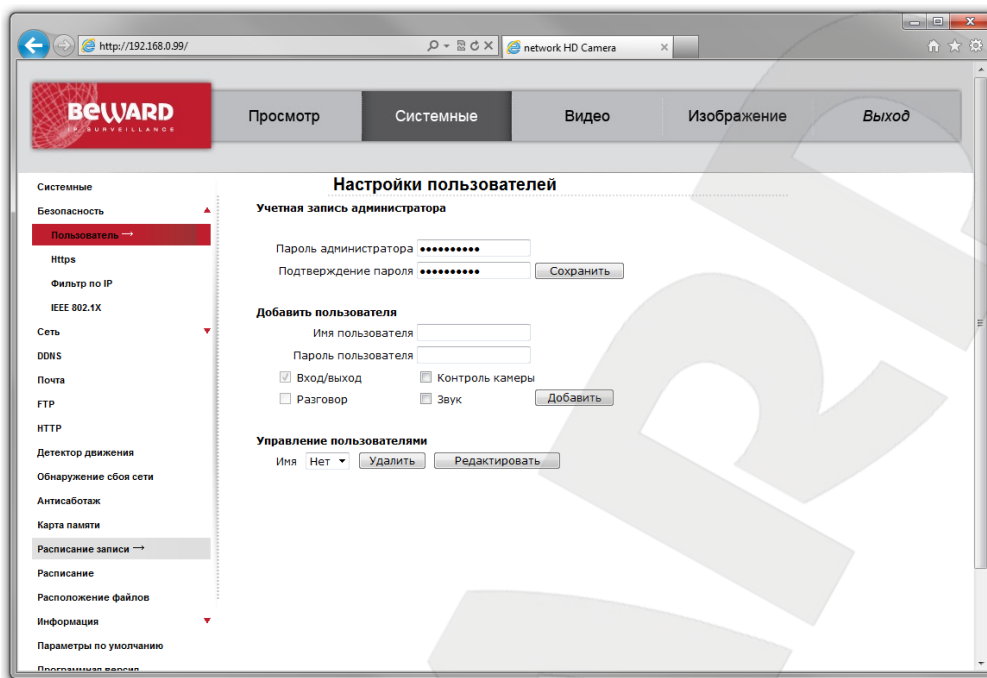 http://192.168.0.99/
network HD Camera
BEWARD
IP SURVEILLANCE
Просмотр
Системные
Видео
Изображение
Выход
Системные
Безопасность
Пользователь →
Https
Фильтр по IP
IEEE 802.1X
Сеть
DDNS
Почта
FTP
HTTP
Детектор движения
Обнаружение сбоя сети
Антисаботаж
Карта памяти
Расписание записи →
Расписание
Расположение файлов
Информация
Параметры по умолчанию
Программная версия
Настройки пользователей
Учетная запись администратора
Пароль администратора ••••••••••
Подтверждение пароля •••••••••• Сохранить
Добавить пользователя
Имя пользователя
Пароль пользователя
Вход/выход Контроль камеры
Разговор Звук Добавить
Управление пользователями
Имя Нет Удалить Редактировать